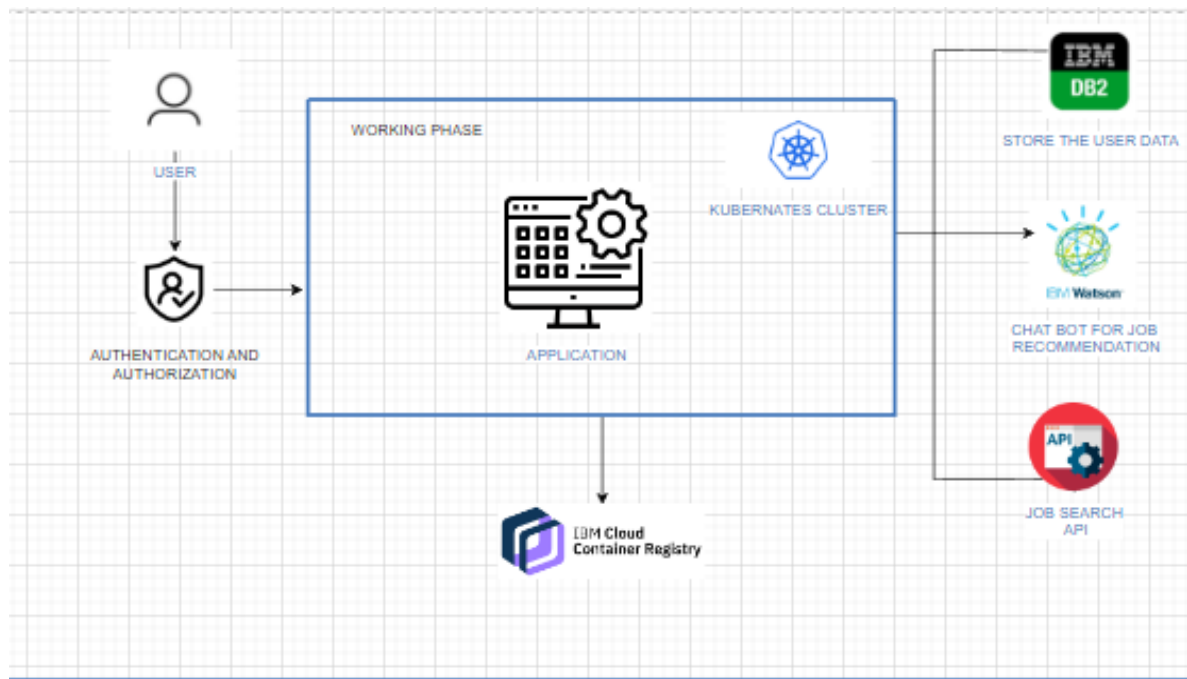 USER
AUTHENTICATION AND
AUTHORIZATION
WORKING PHASE
KUBERNATES CLUSTER
APPLICATION
IBM Cloud
Container Registry
IBM
DB2
STORE THE USER DATA
IBM Watson
CHAT BOT FOR JOB
RECOMMENDATION
API
JOB SEARCH
API